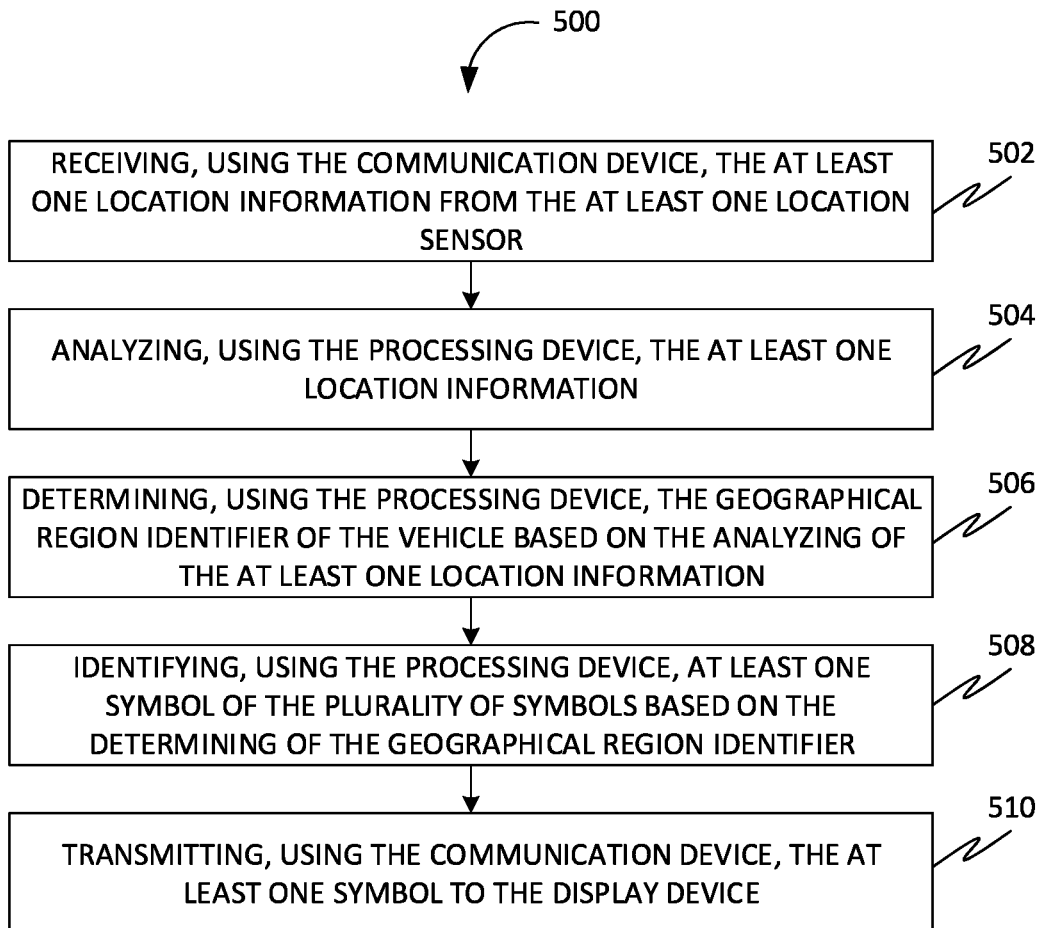 500
RECEIVING, USING THE COMMUNICATION DEVICE, THE AT LEAST
ONE LOCATION INFORMATION FROM THE AT LEAST ONE LOCATION
SENSOR
502
ANALYZING, USING THE PROCESSING DEVICE, THE AT LEAST ONE
LOCATION INFORMATION
504
DETERMINING, USING THE PROCESSING DEVICE, THE GEOGRAPHICAL
REGION IDENTIFIER OF THE VEHICLE BASED ON THE ANALYZING OF
THE AT LEAST ONE LOCATION INFORMATION
506
IDENTIFYING, USING THE PROCESSING DEVICE, AT LEAST ONE
SYMBOL OF THE PLURALITY OF SYMBOLS BASED ON THE
DETERMINING OF THE GEOGRAPHICAL REGION IDENTIFIER
508
TRANSMITTING, USING THE COMMUNICATION DEVICE, THE AT
LEAST ONE SYMBOL TO THE DISPLAY DEVICE
510